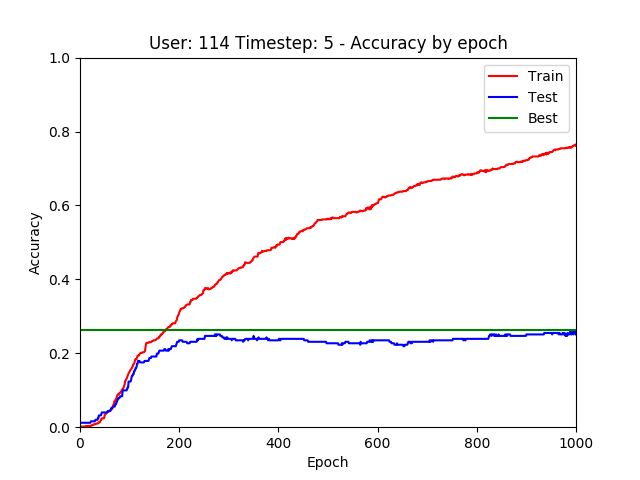 User: 114 Timestep: 5 - Accuracy by epoch
1.0
0.8
0.6
0.4
0.2
0.0
Accuracy
Train
Test
Best
0 200 400 600 800 1000
Epoch